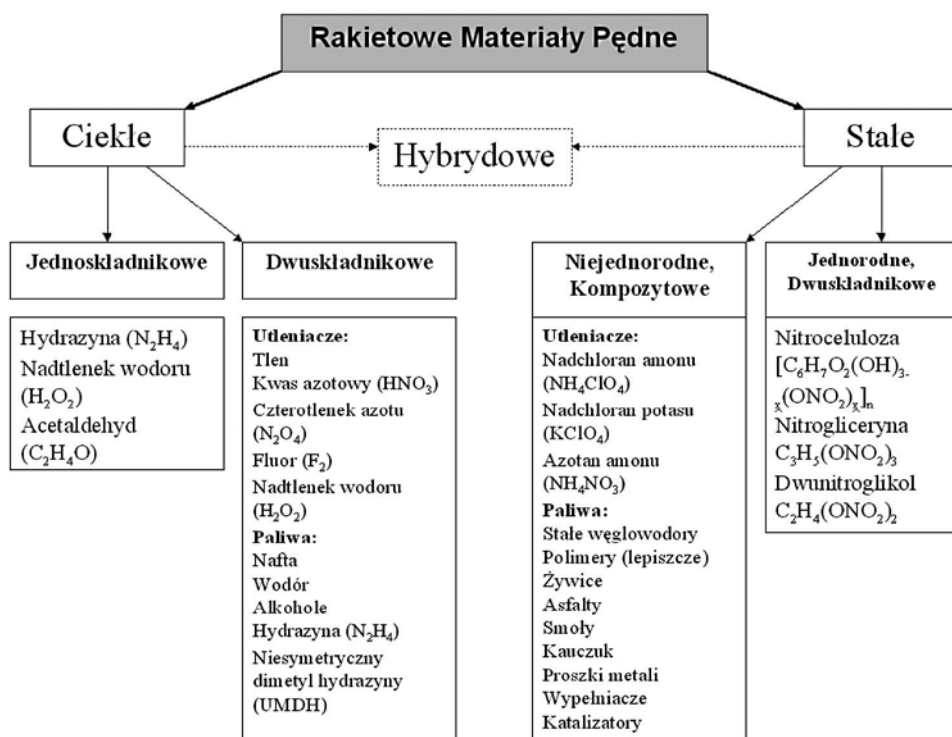 Rakietowe Materiały Pędne
Ciekłe
Hybrydowe
Stałe
Jednoskładnikowe
Hydrazyna (N₂H₄)
Nadtlenek wodoru
(H₂O₂)
Acetaldehyd
(C₂H₄O)
Dwuskładnikowe
Utleniacze:
Tlen
Kwas azotowy (HNO₃)
Czterotlenek azotu
(N₂O₄)
Fluor (F₂)
Nadtlenek wodoru
(H₂O₂)
Paliwa:
Nafta
Wodór
Alkohole
Hydrazyna (N₂H₄)
Niesymetryczny
dimetyl hydrazyny
(UMDH)
Niejednorodne,
Kompozytowe
Utleniacze:
Nadchloran amonu
(NH₄ClO₄)
Nadchloran potasu
(KClO₄)
Azotan amonu
(NH₄NO₃)
Paliwa:
Stałe węglowodory
Polimery (lepiszcze)
Żywice
Asfalty
Smoły
Kauczuk
Proszki metali
Wypełniacze
Katalizatory
Jednorodne,
Dwuskładnikowe
Nitroceluloza
[C₆H₇O₂(OH)₃₋
ₓ(ONO₂)ₓ]ₙ
Nitrogliceryna
C₃H₅(ONO₂)₃
Dwunitroglikol
C₂H₄(ONO₂)₂